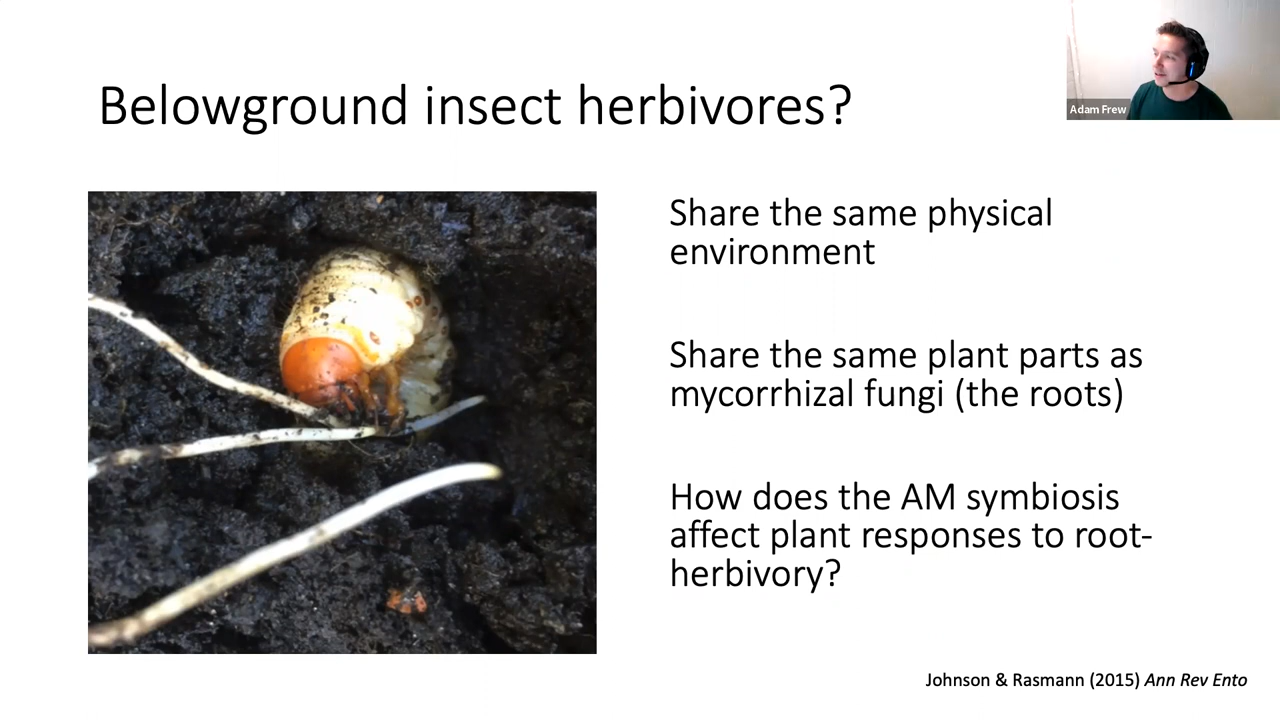 Belowground insect herbivores?
Adam Frew
Share the same physical
environment
Share the same plant parts as
mycorrhizal fungi (the roots)
How does the AM symbiosis
affect plant responses to root-
herbivory?
Johnson & Rasmann (2015) Ann Rev Ento